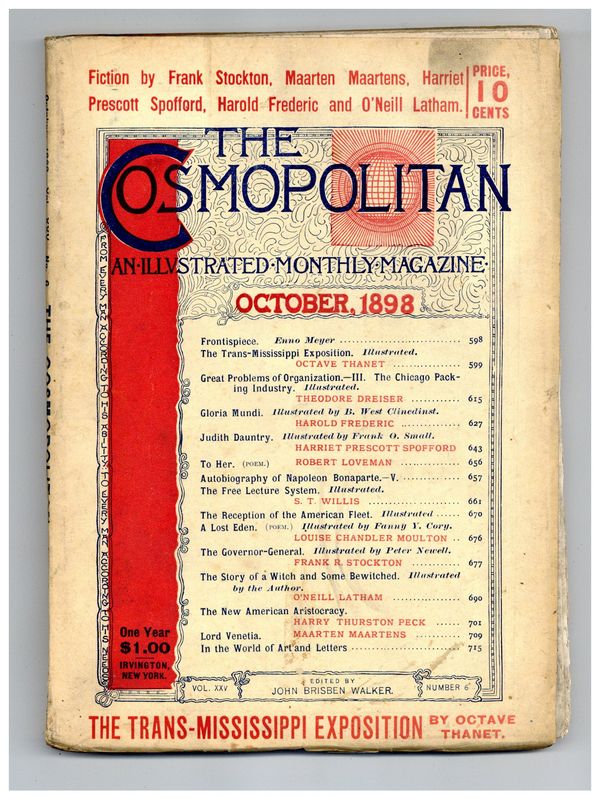 Fiction by Frank Stockton, Maarten Maartens, Harriet
Prescott Spofford, Harold Frederic and O'Neill Latham.
PRICE,
10
CENTS
THE
COSMOPOLITAN
AN·ILLVSTRATED·MONTHLY·MAGAZINE·
OCTOBER, 1898
Frontispiece. Enno Meyer 598
The Trans-Mississippi Exposition. Illustrated.
OCTAVE THANET 599
Great Problems of Organization.—III. The Chicago Pack-
ing Industry. Illustrated.
THEODORE DREISER 615
Gloria Mundi. Illustrated by B. West Clinedinst.
HAROLD FREDERIC 627
Judith Dauntry. Illustrated by Frank O. Small.
HARRIET PRESCOTT SPOFFORD 643
To Her. (POEM.) ROBERT LOVEMAN 656
Autobiography of Napoleon Bonaparte.—V. 657
The Free Lecture System. Illustrated.
S. T. WILLIS 661
The Reception of the American Fleet. Illustrated 670
A Lost Eden. (POEM.) Illustrated by Fanny Y. Cory.
LOUISE CHANDLER MOULTON 676
The Governor-General. Illustrated by Peter Newell.
FRANK R. STOCKTON 677
The Story of a Witch and Some Bewitched. Illustrated
by the Author.
O'NEILL LATHAM 690
The New American Aristocracy.
HARRY THURSTON PECK 701
Lord Venetia. MAARTEN MAARTENS 709
In the World of Art and Letters 715
FROM EVERY MAN ACCORDING TO HIS ABILITY: TO EVERY MAN ACCORDING TO HIS NEEDS
One Year
$1.00
IRVINGTON,
NEW YORK.
VOL. XXV
EDITED BY
JOHN BRISBEN WALKER.
NUMBER 6
THE TRANS-MISSISSIPPI EXPOSITION BY OCTAVE
THANET.